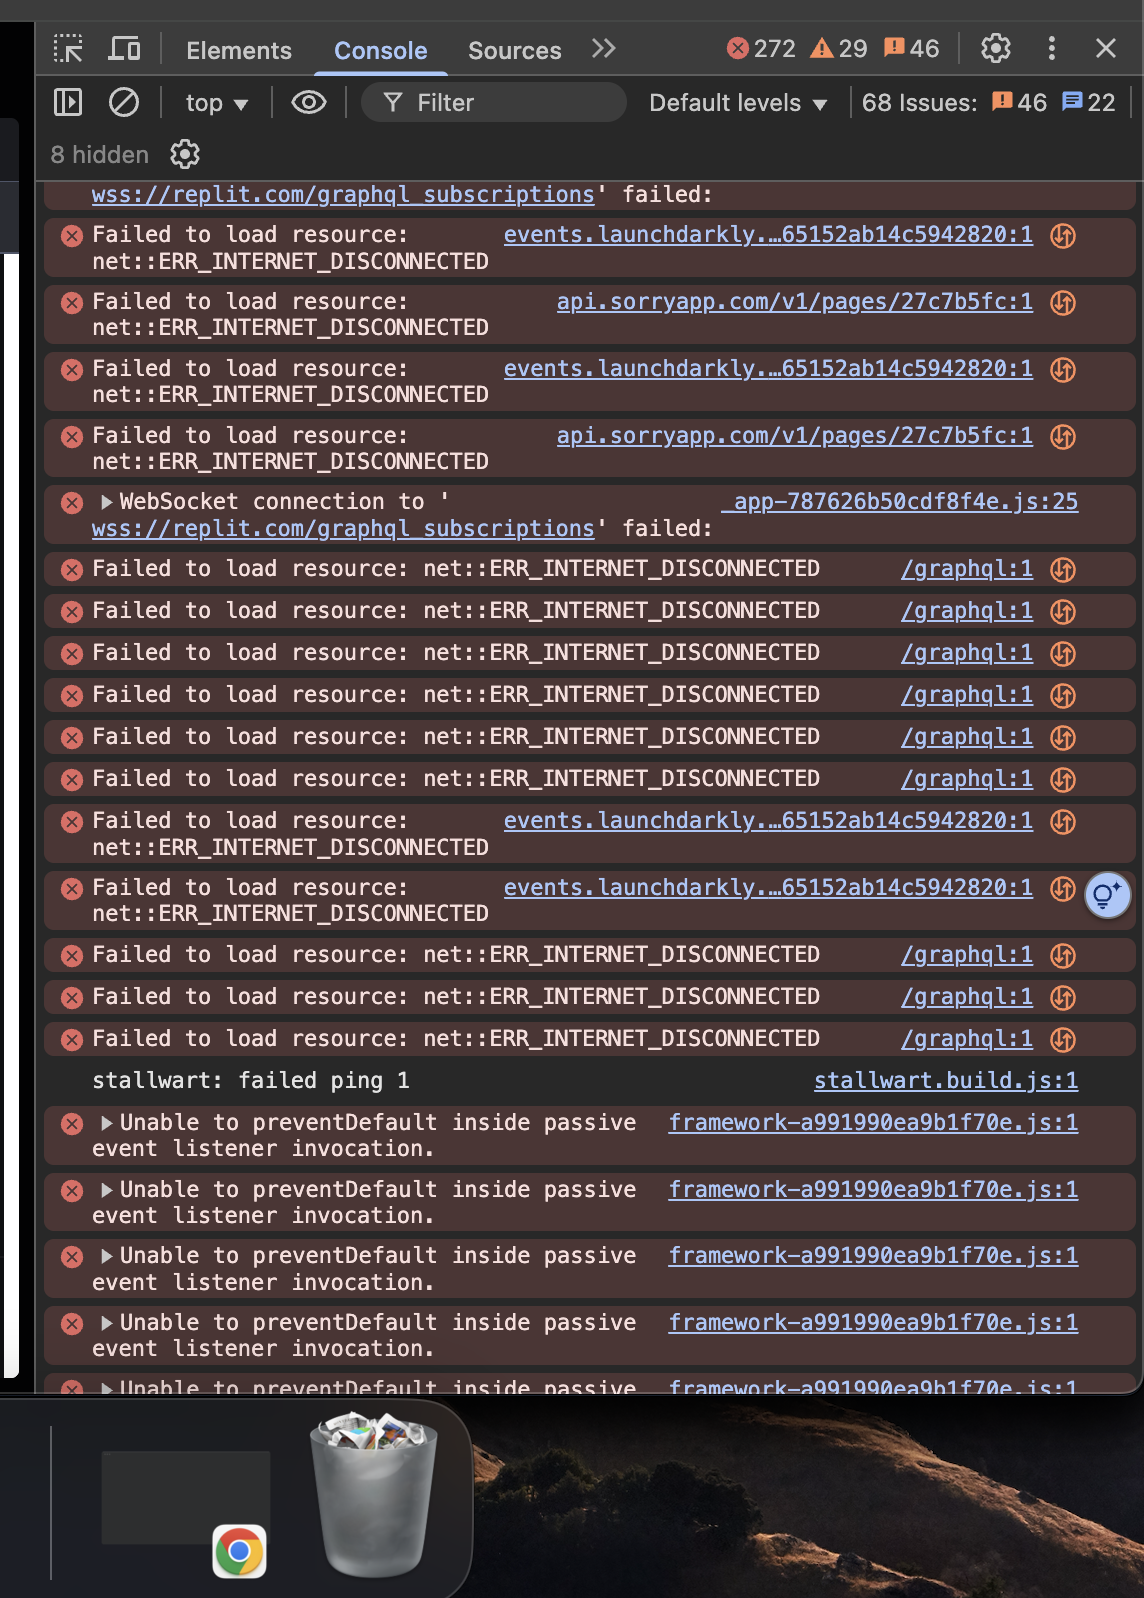 Elements Console Sources 272 29 46
top Filter Default levels 68 Issues: 46 22
8 hidden
wss://replit.com/graphql_subscriptions' failed:
Failed to load resource: events.launchdarkly.…65152ab14c5942820:1
net::ERR_INTERNET_DISCONNECTED
Failed to load resource: api.sorryapp.com/v1/pages/27c7b5fc:1
net::ERR_INTERNET_DISCONNECTED
Failed to load resource: events.launchdarkly.…65152ab14c5942820:1
net::ERR_INTERNET_DISCONNECTED
Failed to load resource: api.sorryapp.com/v1/pages/27c7b5fc:1
net::ERR_INTERNET_DISCONNECTED
WebSocket connection to ' _app-787626b50cdf8f4e.js:25
wss://replit.com/graphql_subscriptions' failed:
Failed to load resource: net::ERR_INTERNET_DISCONNECTED /graphql:1
Failed to load resource: net::ERR_INTERNET_DISCONNECTED /graphql:1
Failed to load resource: net::ERR_INTERNET_DISCONNECTED /graphql:1
Failed to load resource: net::ERR_INTERNET_DISCONNECTED /graphql:1
Failed to load resource: net::ERR_INTERNET_DISCONNECTED /graphql:1
Failed to load resource: net::ERR_INTERNET_DISCONNECTED /graphql:1
Failed to load resource: events.launchdarkly.…65152ab14c5942820:1
net::ERR_INTERNET_DISCONNECTED
Failed to load resource: events.launchdarkly.…65152ab14c5942820:1
net::ERR_INTERNET_DISCONNECTED
Failed to load resource: net::ERR_INTERNET_DISCONNECTED /graphql:1
Failed to load resource: net::ERR_INTERNET_DISCONNECTED /graphql:1
Failed to load resource: net::ERR_INTERNET_DISCONNECTED /graphql:1
stallwart: failed ping 1 stallwart.build.js:1
Unable to preventDefault inside passive framework-a991990ea9b1f70e.js:1
event listener invocation.
Unable to preventDefault inside passive framework-a991990ea9b1f70e.js:1
event listener invocation.
Unable to preventDefault inside passive framework-a991990ea9b1f70e.js:1
event listener invocation.
Unable to preventDefault inside passive framework-a991990ea9b1f70e.js:1
event listener invocation.
Unable to preventDefault inside passive framework-a991990ea9b1f70e.js:1